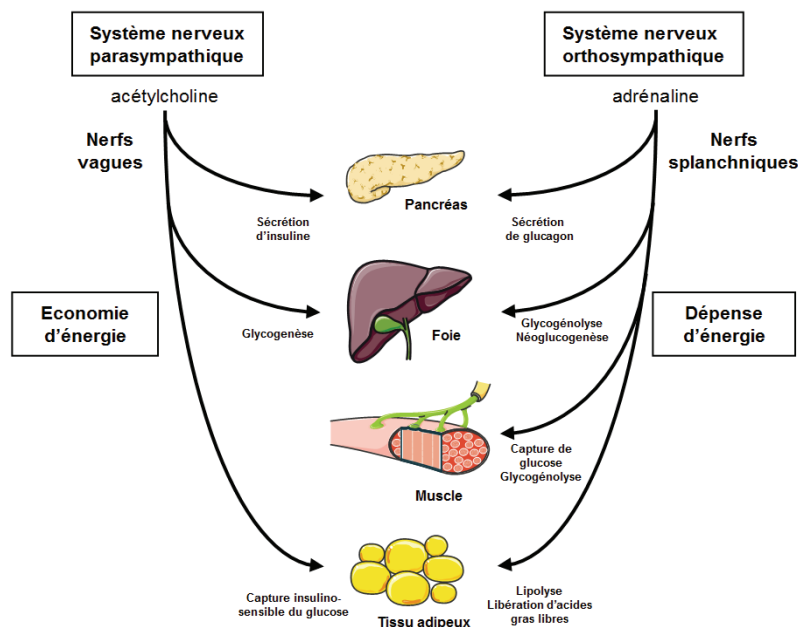 Système nerveux
parasympathique
Système nerveux
orthosympathique
acétylcholine
adrénaline
Nerfs
vagues
Nerfs
splanchniques
Pancréas
Sécrétion
d'insuline
Sécrétion
de glucagon
Economie
d'énergie
Glycogenèse
Foie
Glycogénolyse
Néoglucogenèse
Dépense
d'énergie
Capture de
glucose
Glycogénolyse
Muscle
Capture insulino-
sensible du glucose
Tissu adipeux
Lipolyse
Libération d'acides
gras libres